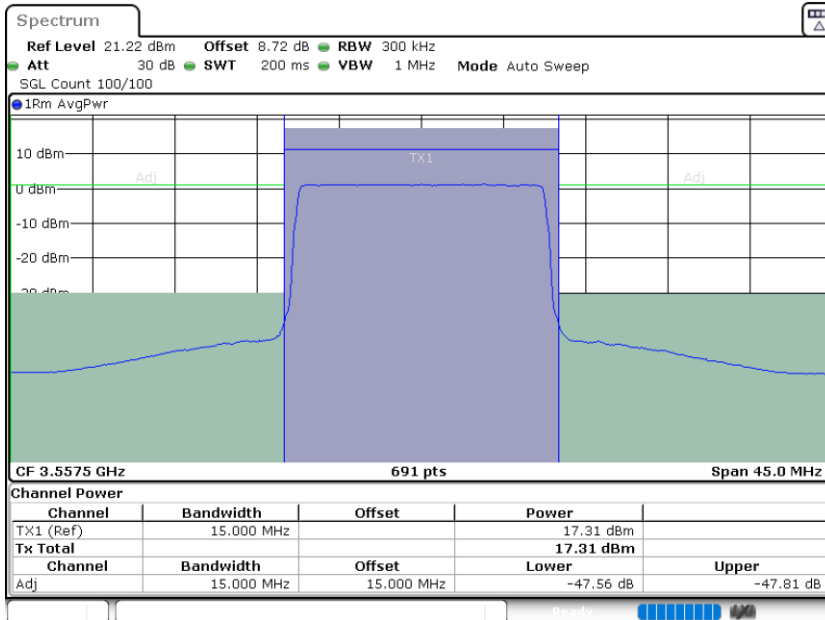 Spectrum
Ref Level 21.22 dBm Offset 8.72 dB RBW 300 kHz
Att 30 dB SWT 200 ms VBW 1 MHz Mode Auto Sweep
SGL Count 100/100
1Rm AvgPwr
10 dBm
TX1
Adj Adj
0 dBm
-10 dBm
-20 dBm
-30 dBm
CF 3.5575 GHz 691 pts Span 45.0 MHz
Channel Power
Channel Bandwidth Offset Power
TX1 (Ref) 15.000 MHz 17.31 dBm
Tx Total 17.31 dBm
Channel Bandwidth Offset Lower Upper
Adj 15.000 MHz 15.000 MHz -47.56 dB -47.81 dB
Ready